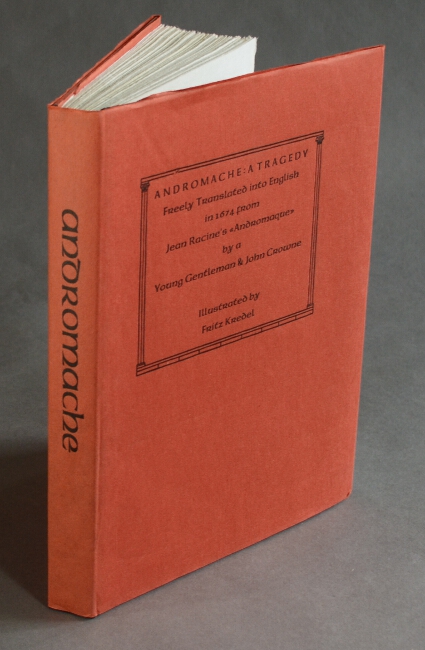 andromache
ANDROMACHE: A TRAGEDY
Freely Translated into English
in 1674 from
Jean Racine's «Andromaque»
by a
Young Gentleman & John Crowne
Illustrated by
Fritz Kredel